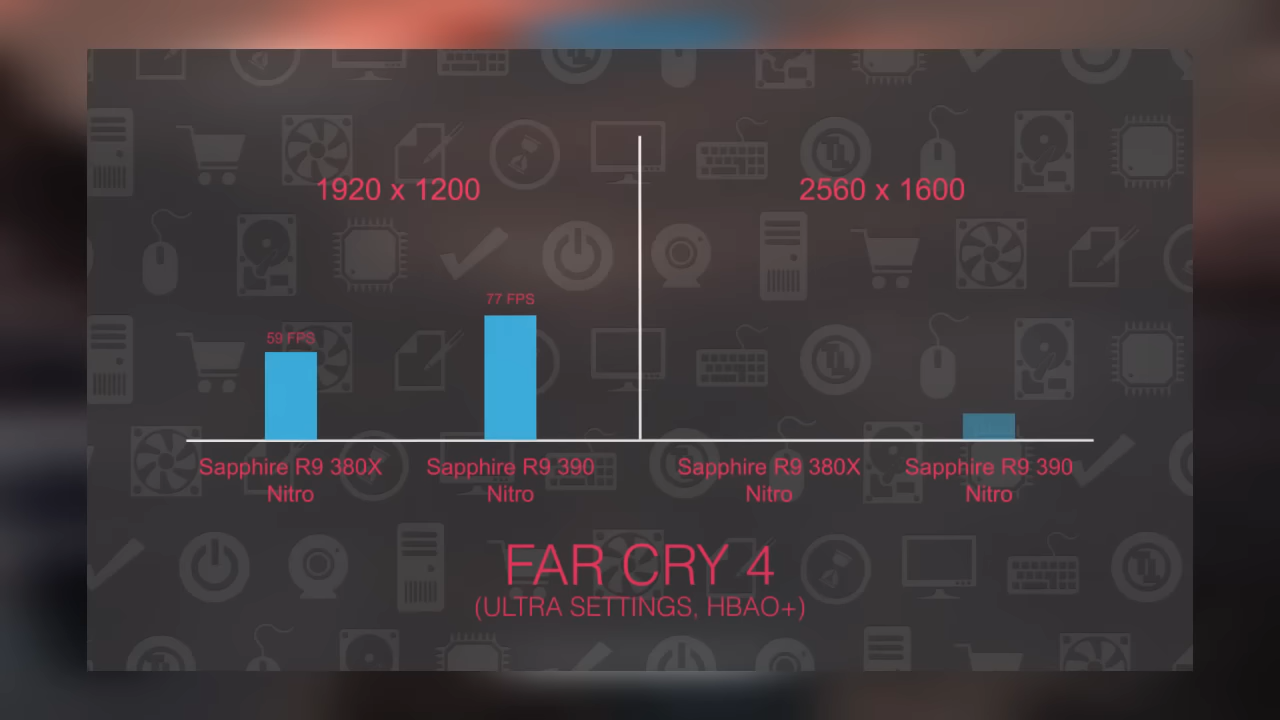 1920 x 1200
2560 x 1600
77 FPS
59 FPS
Sapphire R9 380X
Nitro
Sapphire R9 390
Nitro
Sapphire R9 380X
Nitro
Sapphire R9 390
Nitro
FAR CRY 4
(ULTRA SETTINGS, HBAO+)